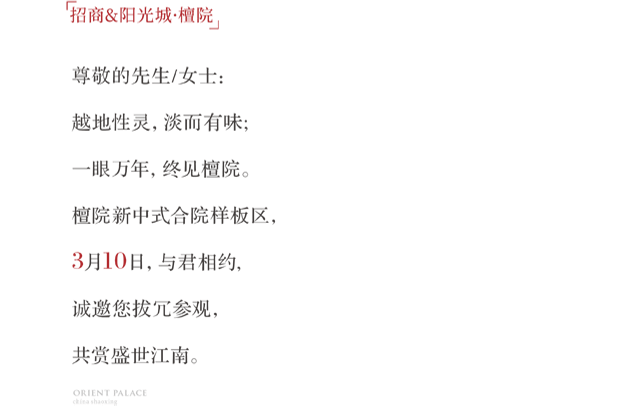 招商&阳光城·檀院
尊敬的先生/女士:
越地性灵, 淡而有味;
一眼万年, 终见檀院。
檀院新中式合院样板区,
3月10日, 与君相约,
诚邀您拔冗参观,
共赏盛世江南。
ORIENT PALACE
china shaoxing